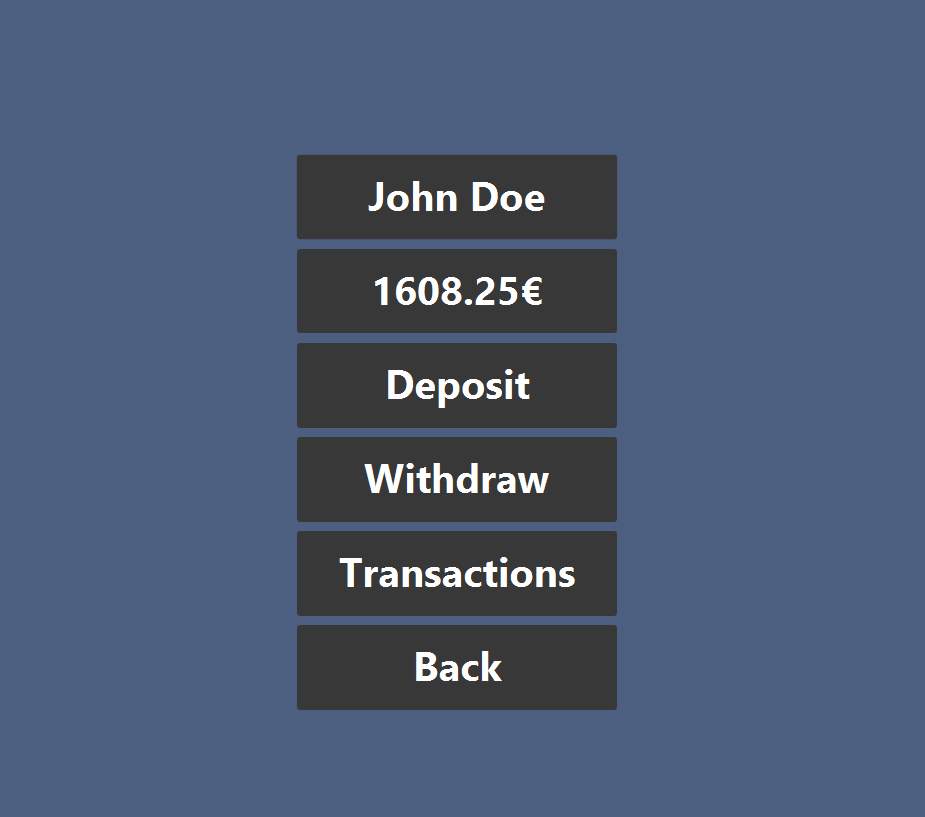 John Doe
1608.25€
Deposit
Withdraw
Transactions
Back